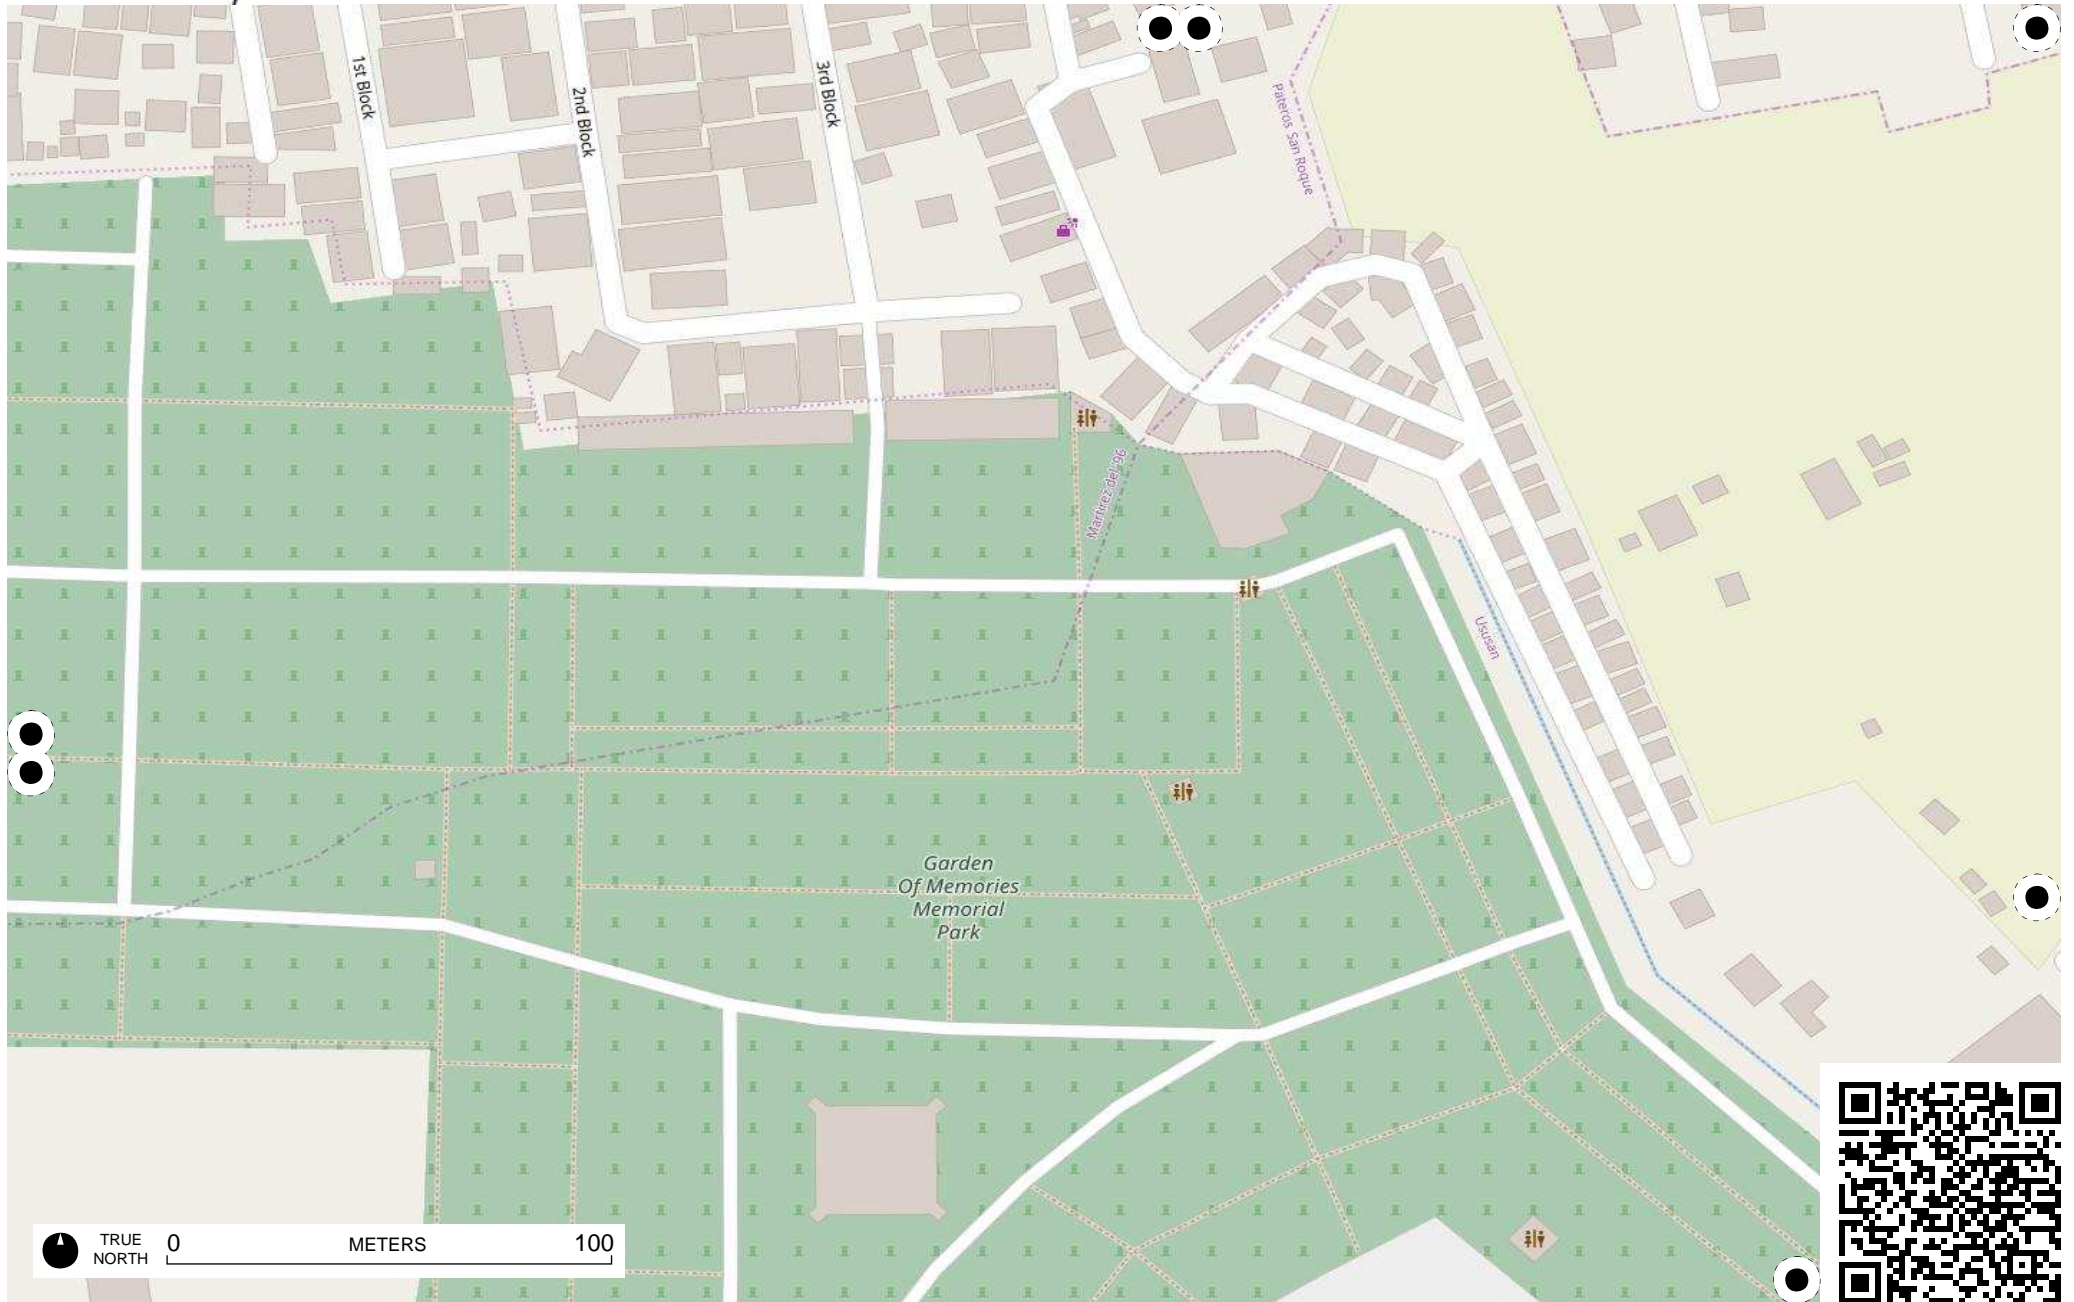 1st Block
2nd Block
3rd Block
Pateros San Roque
Martirez del 96
Ususan
Garden
Of Memories
Memorial
Park
TRUE
NORTH
0
METERS
100